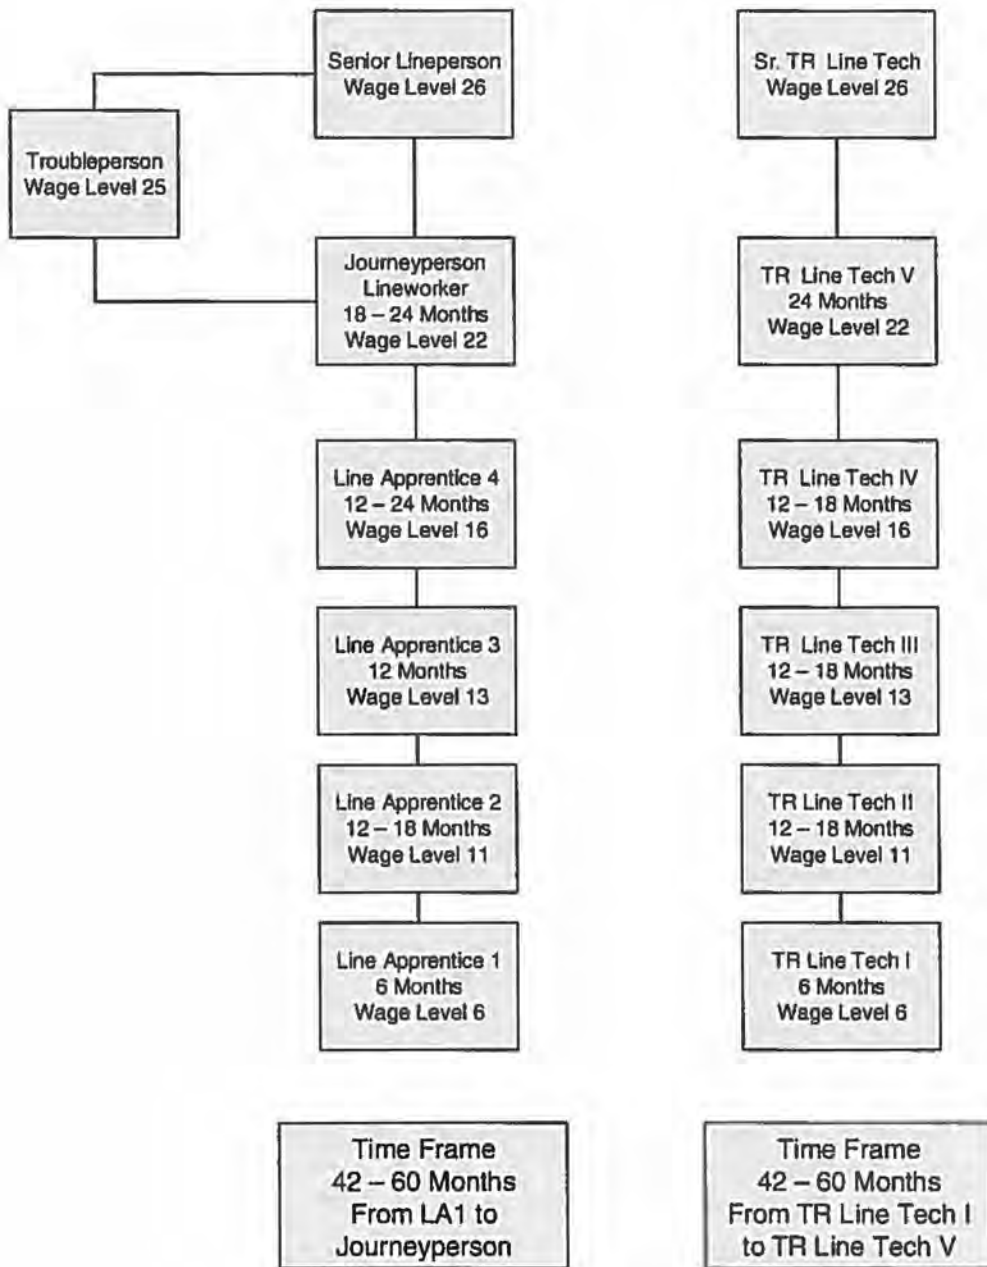 Senior Lineperson
Wage Level 26
Troubleperson
Wage Level 25
Journeyperson
Lineworker
18 – 24 Months
Wage Level 22
Line Apprentice 4
12 – 24 Months
Wage Level 16
Line Apprentice 3
12 Months
Wage Level 13
Line Apprentice 2
12 – 18 Months
Wage Level 11
Line Apprentice 1
6 Months
Wage Level 6
Time Frame
42 – 60 Months
From LA1 to
Journeyperson
Sr. TR Line Tech
Wage Level 26
TR Line Tech V
24 Months
Wage Level 22
TR Line Tech IV
12 – 18 Months
Wage Level 16
TR Line Tech III
12 – 18 Months
Wage Level 13
TR Line Tech II
12 – 18 Months
Wage Level 11
TR Line Tech I
6 Months
Wage Level 6
Time Frame
42 – 60 Months
From TR Line Tech I
to TR Line Tech V